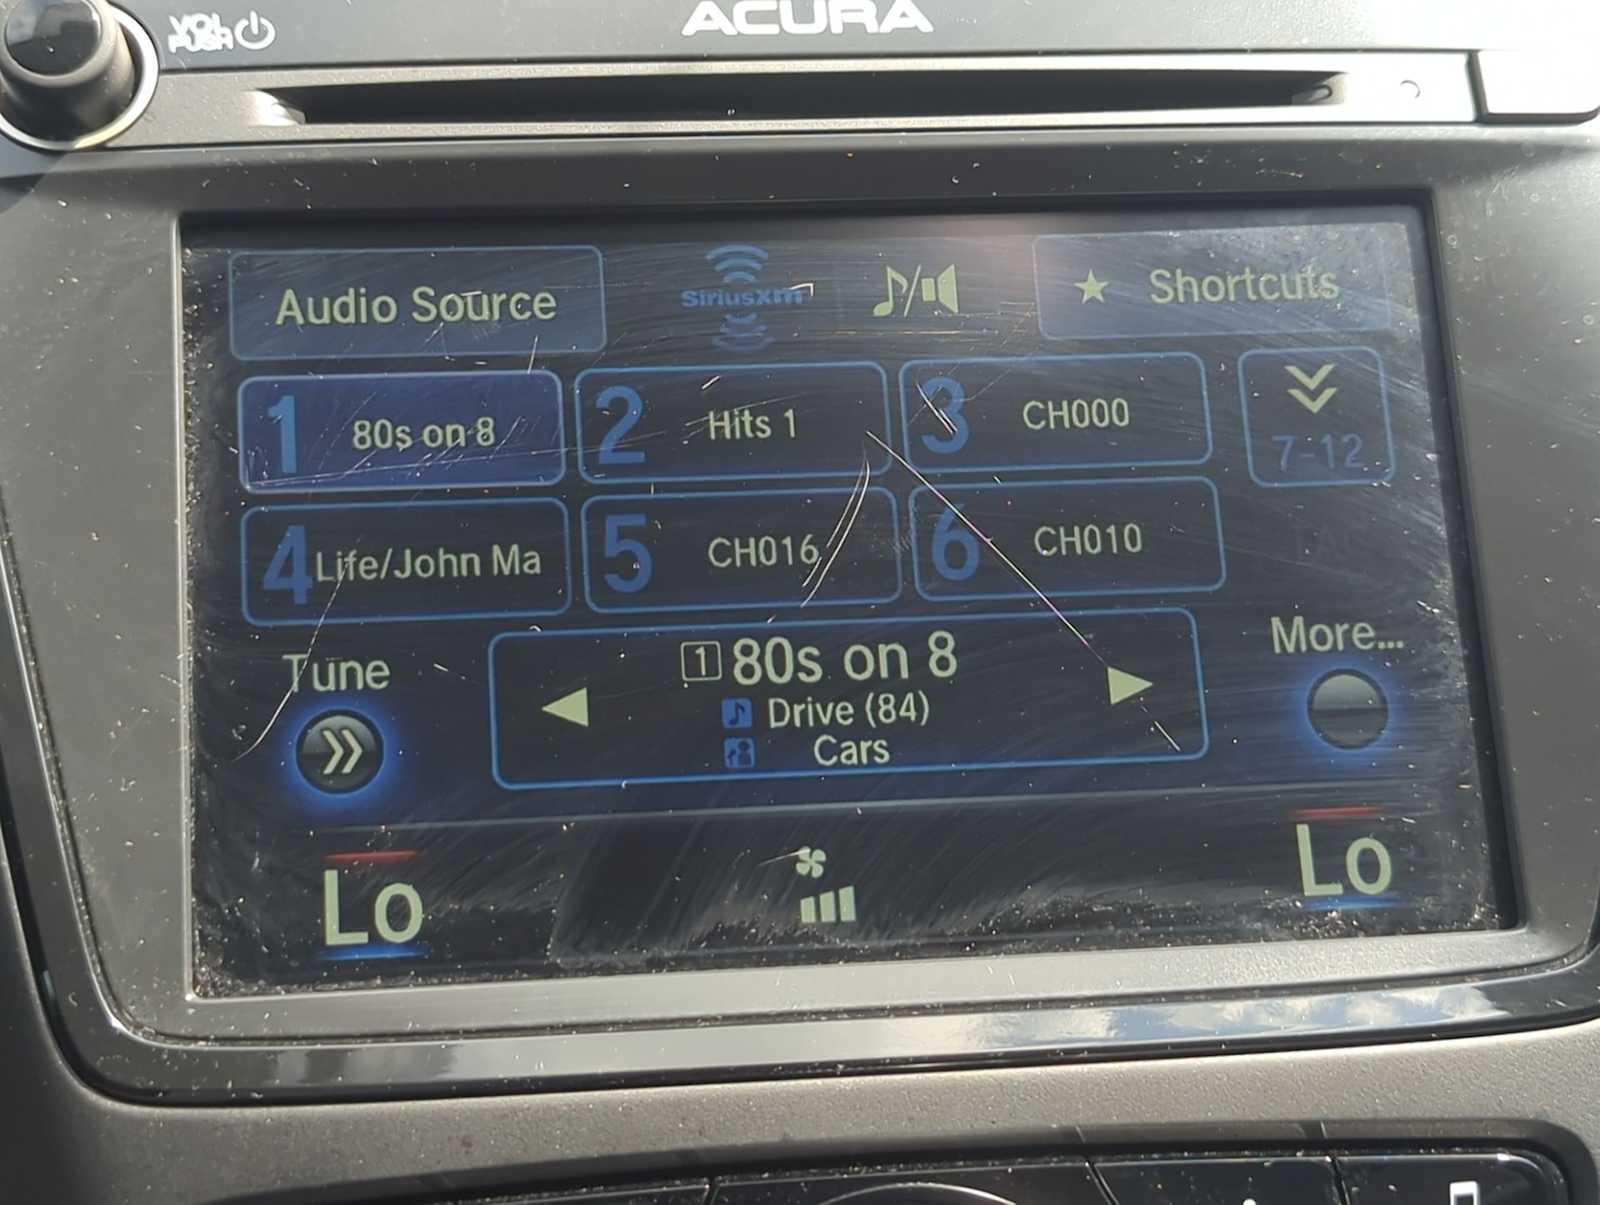 VOL
PUSH
ACURA
Audio Source
SiriusXM
Shortcuts
1 80s on 8
2 Hits 1
3 CH000
7-12
4 Life/John Ma
5 CH016
6 CH010
Tune
1 80s on 8
Drive (84)
Cars
More...
Lo
Lo